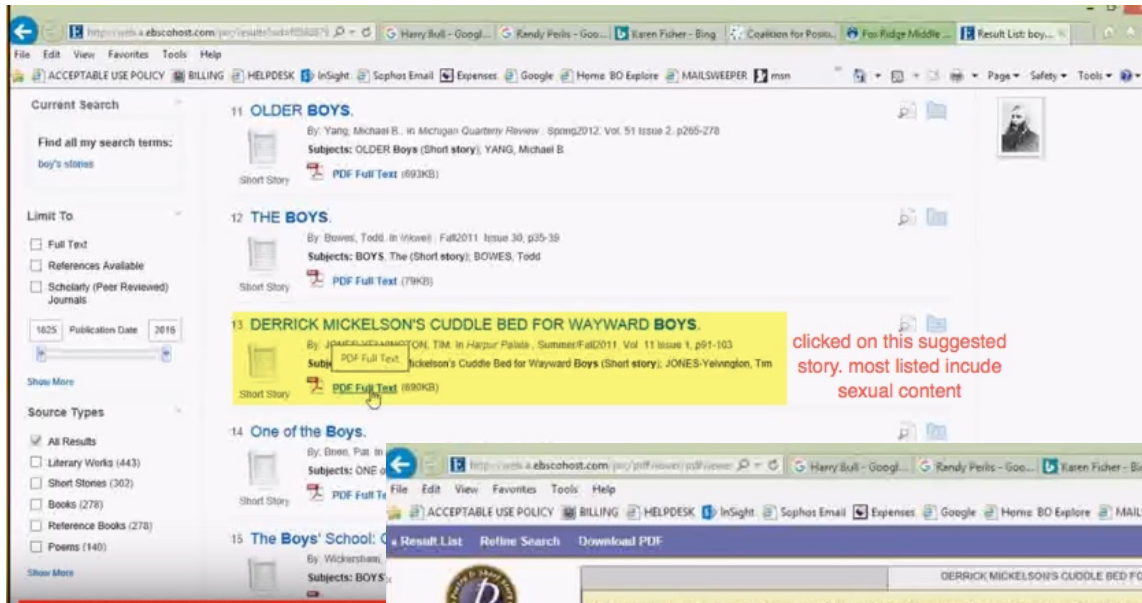 ebscohost.com
Harry Bull - Googl...
Randy Perlis - Goo...
Karen Fisher - Bing
Coalition for Positi...
Fox Ridge Middle ...
Result List: boy...
File Edit View Favorites Tools Help
ACCEPTABLE USE POLICY BILLING HELPDESK InSight Sophos Email Expenses Google Home BO Explore MAILSWEEPER msn
Page Safety Tools
Current Search
Find all my search terms:
boy's stories
Limit To
Full Text
References Available
Scholarly (Peer Reviewed)
Journals
1825 Publication Date 2016
Show More
Source Types
All Results
Literary Works (443)
Short Stories (302)
Books (278)
Reference Books (278)
Poems (140)
Show More
11 OLDER BOYS.
By: Yang, Michael B.. in Michigan Quarterly Review . Spring2012, Vol. 51 Issue 2, p265-278
Subjects: OLDER Boys (Short story); YANG, Michael B.
Short Story
PDF Full Text (693KB)
12 THE BOYS.
By: Bowes, Todd. in Inkwell . Fall2011, Issue 30, p35-39
Subjects: BOYS, The (Short story); BOWES, Todd
Short Story
PDF Full Text (79KB)
13 DERRICK MICKELSON'S CUDDLE BED FOR WAYWARD BOYS.
By: JONES-YELVINGTON, TIM. in Harpur Palate . Summer/Fall2011, Vol. 11 Issue 1, p91-103
Mickelson's Cuddle Bed for Wayward Boys (Short story); JONES-Yelvington, Tim
PDF Full Text
Short Story
PDF Full Text (690KB)
clicked on this suggested
story. most listed incude
sexual content
14 One of the Boys.
Subjects: ONE o
Short Story
PDF Full Te
15 The Boys' School:
By: Wickersham,
Subjects: BOYS
ebscohost.com
Harry Bull - Googl...
Randy Perlis - Goo...
Karen Fisher - Bi
File Edit View Favorites Tools Help
ACCEPTABLE USE POLICY BILLING HELPDESK InSight Sophos Email Expenses Google Home BO Explore MAIL
Result List Refine Search Download PDF
DERRICK MICKELSON'S CUDDLE BED FO